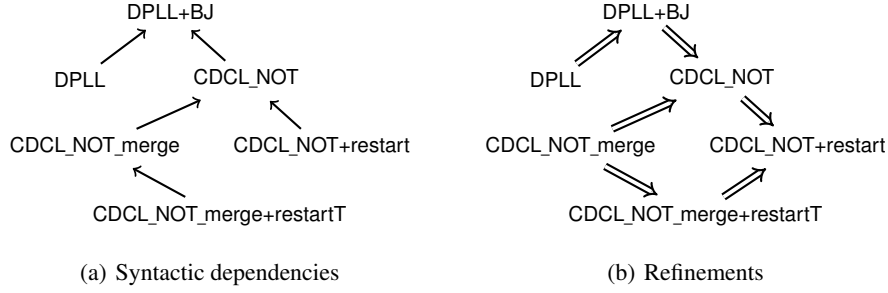 DPLL+BJ
DPLL
CDCL_NOT
CDCL_NOT_merge
CDCL_NOT+restart
CDCL_NOT_merge+restartT
(a) Syntactic dependencies
DPLL+BJ
DPLL
CDCL_NOT
CDCL_NOT_merge
CDCL_NOT+restart
CDCL_NOT_merge+restartT
(b) Refinements